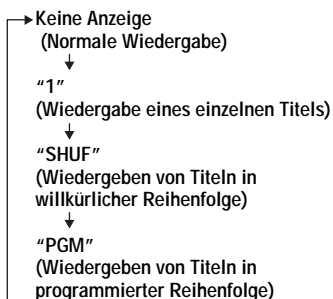 Keine Anzeige
(Normale Wiedergabe)
“1”
(Wiedergabe eines einzelnen Titels)
“SHUF”
(Wiedergeben von Titeln in
willkürlicher Reihenfolge)
“PGM”
(Wiedergeben von Titeln in
programmierter Reihenfolge)